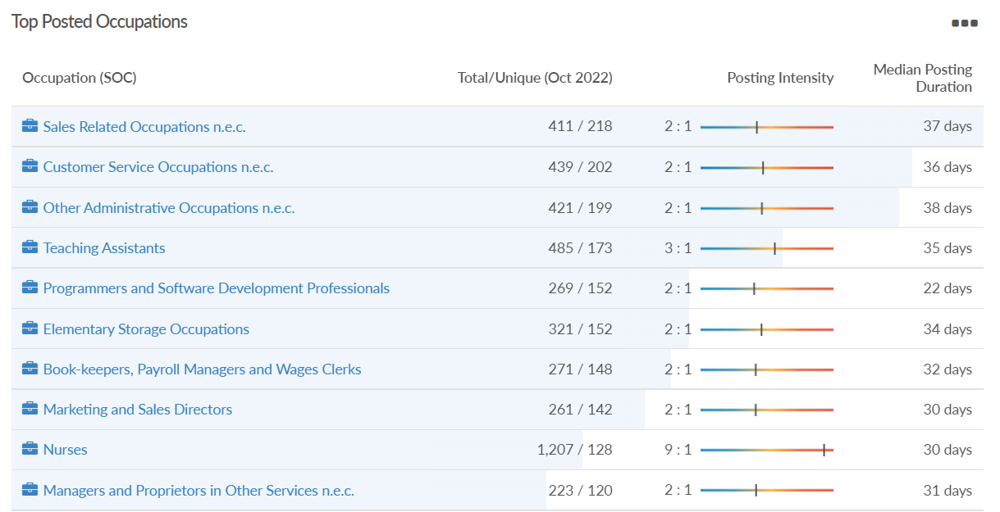 Top Posted Occupations
Occupation (SOC) Total/Unique (Oct 2022) Posting Intensity Median Posting Duration
Sales Related Occupations n.e.c. 411 / 218 2 : 1 37 days
Customer Service Occupations n.e.c. 439 / 202 2 : 1 36 days
Other Administrative Occupations n.e.c. 421 / 199 2 : 1 38 days
Teaching Assistants 485 / 173 3 : 1 35 days
Programmers and Software Development Professionals 269 / 152 2 : 1 22 days
Elementary Storage Occupations 321 / 152 2 : 1 34 days
Book-keepers, Payroll Managers and Wages Clerks 271 / 148 2 : 1 32 days
Marketing and Sales Directors 261 / 142 2 : 1 30 days
Nurses 1,207 / 128 9 : 1 30 days
Managers and Proprietors in Other Services n.e.c. 223 / 120 2 : 1 31 days